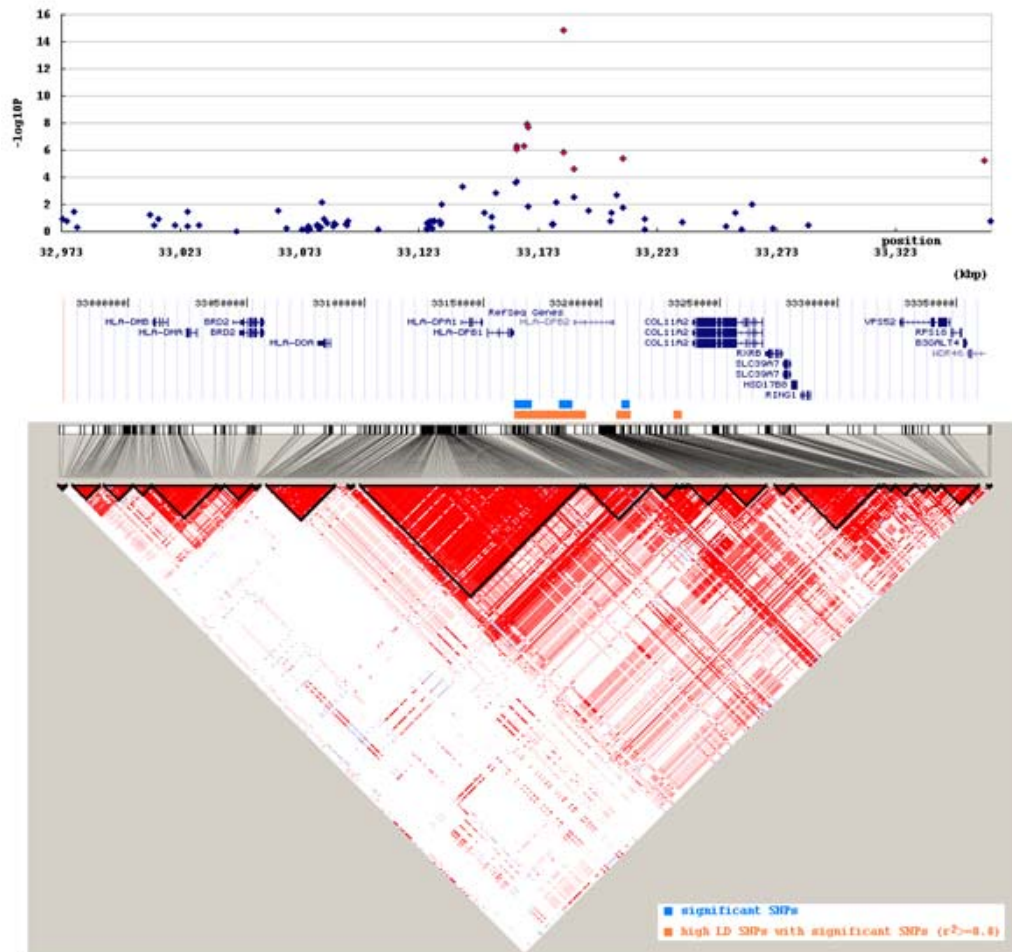 16
14
12
10
8
6
4
2
0
-log10P
32,973 33,023 33,073 33,123 33,173 33,223 33,273 33,323
position
(kbp)
33000000| 33050000| 33100000| 33150000| 33200000| 33250000| 33300000| 33350000|
RefSeq Genes
HLA-DMB BRD2 HLA-DPA1 HLA-DPB2 COL11A2 VPS52
HLA-DMA BRD2 HLA-DPB1 COL11A2 RPS18
HLA-DOA COL11A2 B3GALT4
RXRB WDR46
SLC39A7
SLC39A7
HSD17B8
RING1
significant SNPs
high LD SNPs with significant SNPs (r2>=0.8)